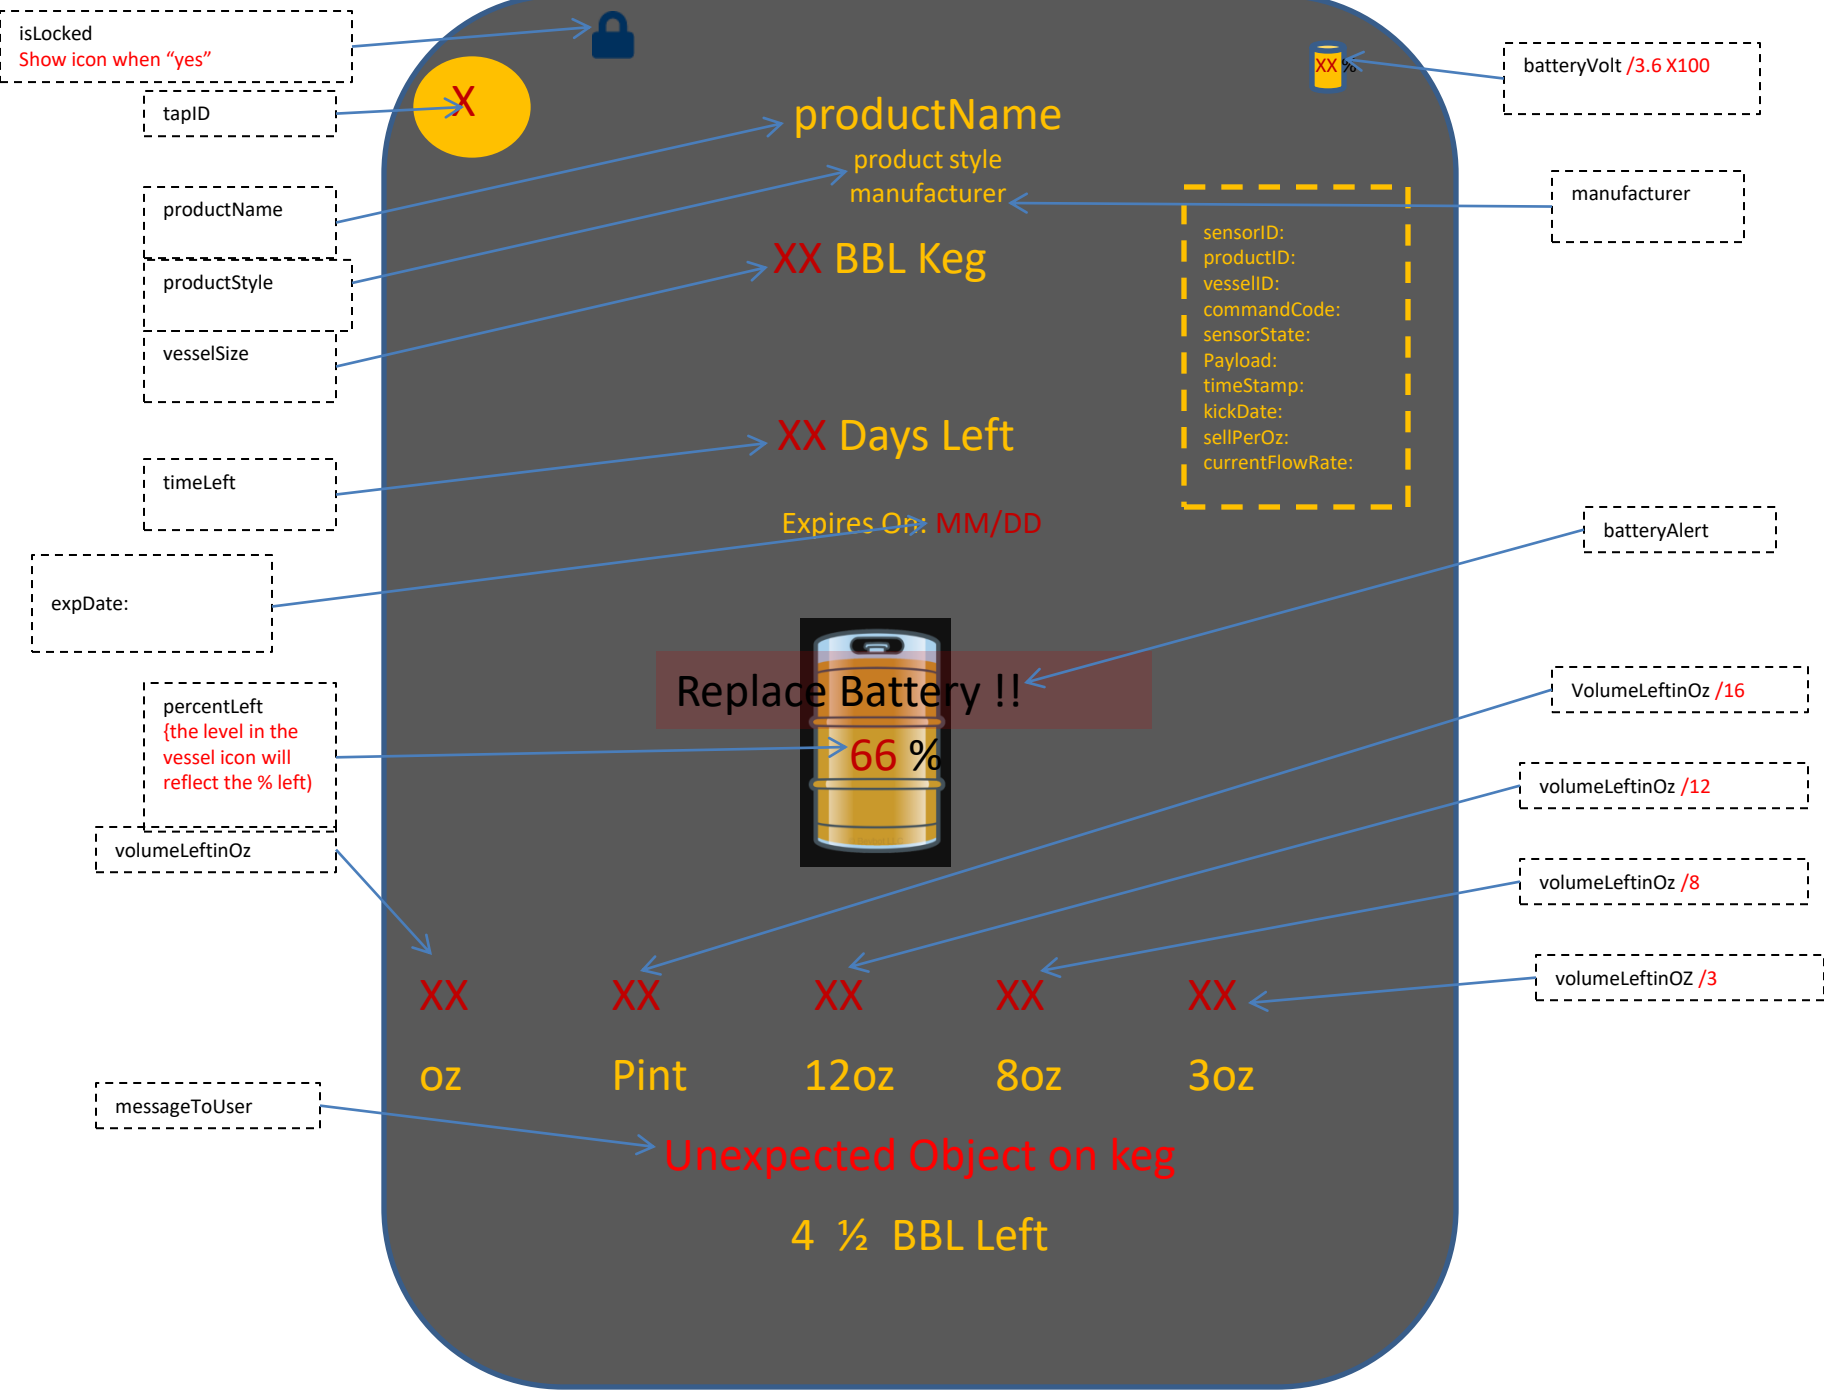 isLocked
Show icon when “yes”
XX %
batteryVolt /3.6 X100
tapID
X
productName
product style
manufacturer
manufacturer
productName
productStyle
vesselSize
XX BBL Keg
sensorID:
productID:
vesselID:
commandCode:
sensorState:
Payload:
timeStamp:
kickDate:
sellPerOz:
currentFlowRate:
timeLeft
XX Days Left
Expires On: MM/DD
batteryAlert
expDate:
Replace Battery !!
66 %
percentLeft
{the level in the
vessel icon will
reflect the % left)
VolumeLeftinOz /16
volumeLeftinOz /12
volumeLeftinOz
volumeLeftinOz /8
volumeLeftinOZ /3
XX XX XX XX XX
oz Pint 12oz 8oz 3oz
messageToUser
Unexpected Object on keg
4 ½ BBL Left